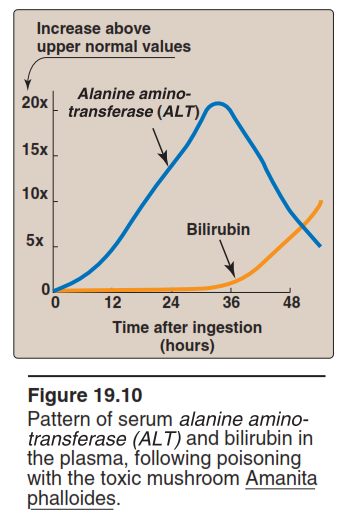 Increase above
upper normal values
20x
Alanine amino-
transferase (ALT)
15x
10x
Bilirubin
5x
0
0 12 24 36 48
Time after ingestion
(hours)
Figure 19.10
Pattern of serum alanine amino-
transferase (ALT) and bilirubin in
the plasma, following poisoning
with the toxic mushroom Amanita
phalloides.